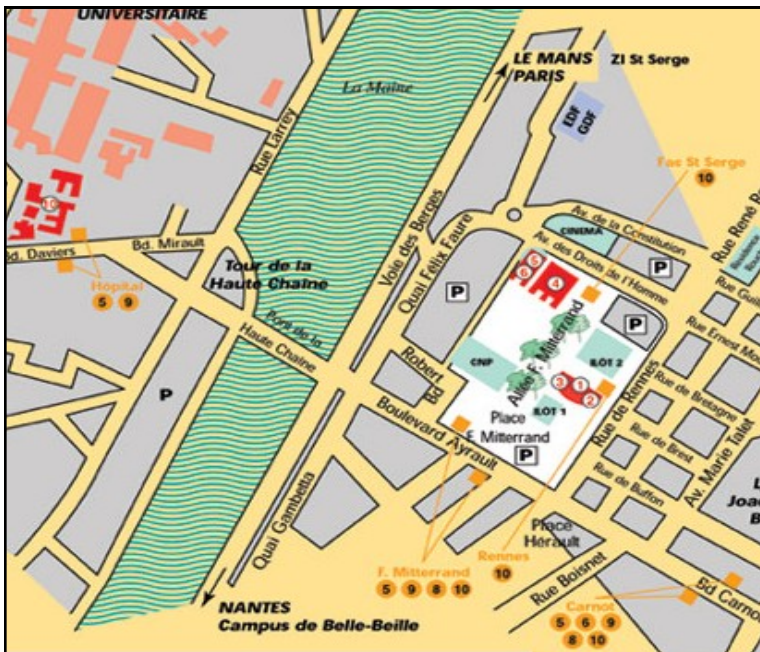 UNIVERSITAIRE
La Maine
LE MANS
PARIS
ZI St Serge
EDF
GDF
Rue Larrey
Fac St Serge
10
Av. de la Constitution
CINEMA
Av. des Droits de l'Homme
Rue René
Voie des Berges
Quai Félix Faure
10
Bd. Daviers
Bd. Mirault
Hôpital
5 9
Tour de la
Haute Chaîne
Pont de la
Haute Chaîne
P
P
P
P
5
6
4
Allée F. Mitterrand
CNP
ILOT 2
3
1
2
ILOT 1
Place
F. Mitterrand
P
Robert
Bd
Boulevard Ayrault
Rue de Rennes
Rue Guil
Rue Ernest Mo
Rue de Bretagne
Rue de Brest
Rue de Buffon
Av. Marie Talet
L
Joac
B
Place
Hérault
Quai Gambetta
F. Mitterrand
5 9 8 10
Rennes
10
Rue Boisnet
Bd Carnot
Carnot
5 6 9
8 10
NANTES
Campus de Belle-Beille